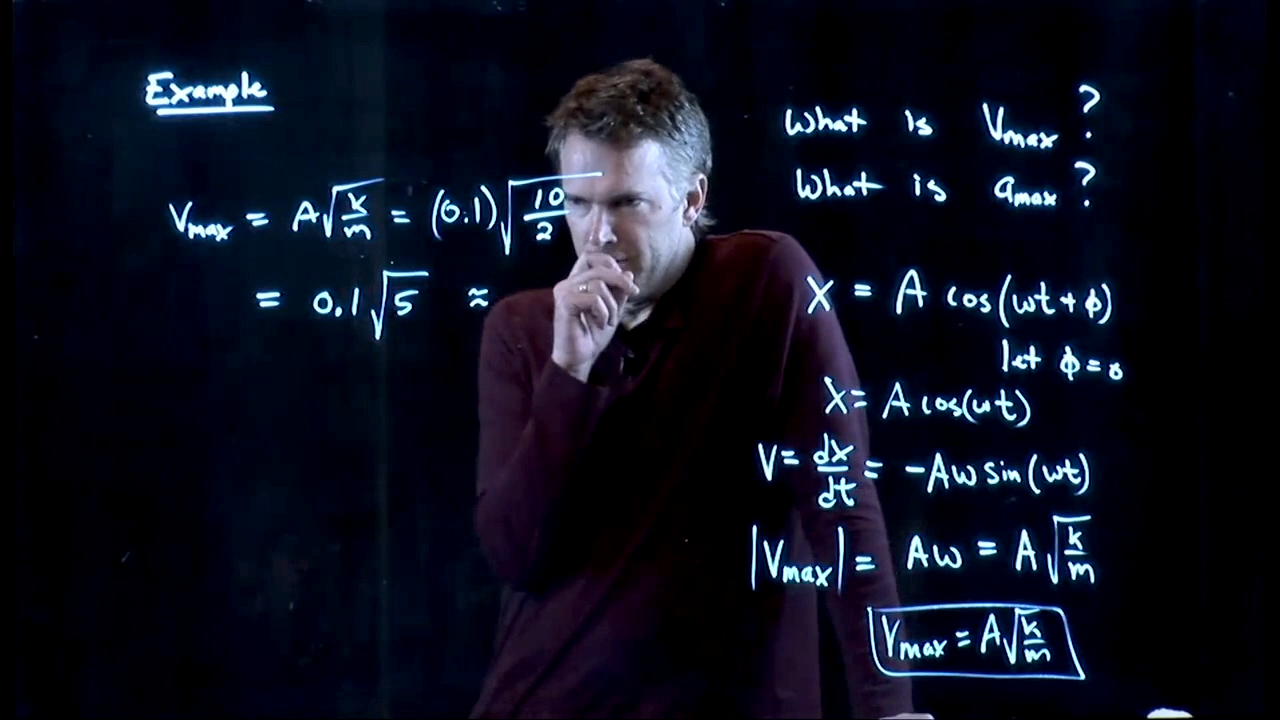 Example
Vmax = A√(k/m) = (0.1)√(10/2)
= 0.1√5 ≈
What is Vmax?
What is amax?
X = A cos(ωt + φ)
let φ = 0
X = A cos(ωt)
V = dx/dt = -Aω sin(ωt)
|Vmax| = Aω = A√(k/m)
Vmax = A√(k/m)